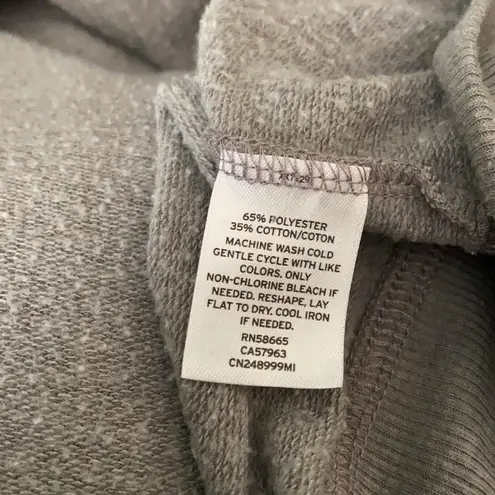 65% POLYESTER
35% COTTON/COTON
MACHINE WASH COLD
GENTLE CYCLE WITH LIKE
COLORS. ONLY
NON-CHLORINE BLEACH IF
NEEDED. RESHAPE, LAY
FLAT TO DRY. COOL IRON
IF NEEDED.
RN58665
CA57963
CN248999MI